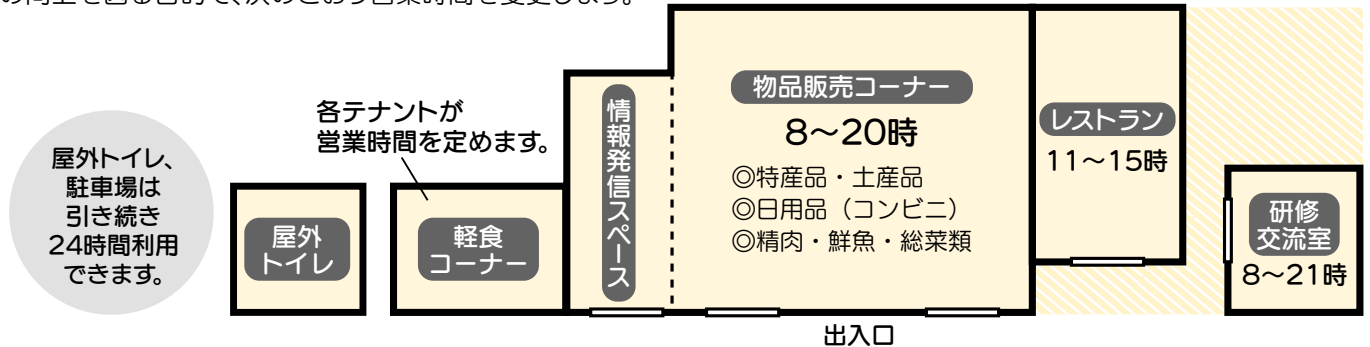 の向上を図る目的で、次のとおり営業時間を変更します。
屋外トイレ、
駐車場は
引き続き
24時間利用
できます。
各テナントが
営業時間を定めます。
屋外
トイレ
軽食
コーナー
情報発信スペース
物品販売コーナー
8～20時
◎特産品・土産品
◎日用品（コンビニ）
◎精肉・鮮魚・総菜類
レストラン
11～15時
研修
交流室
8～21時
出入口